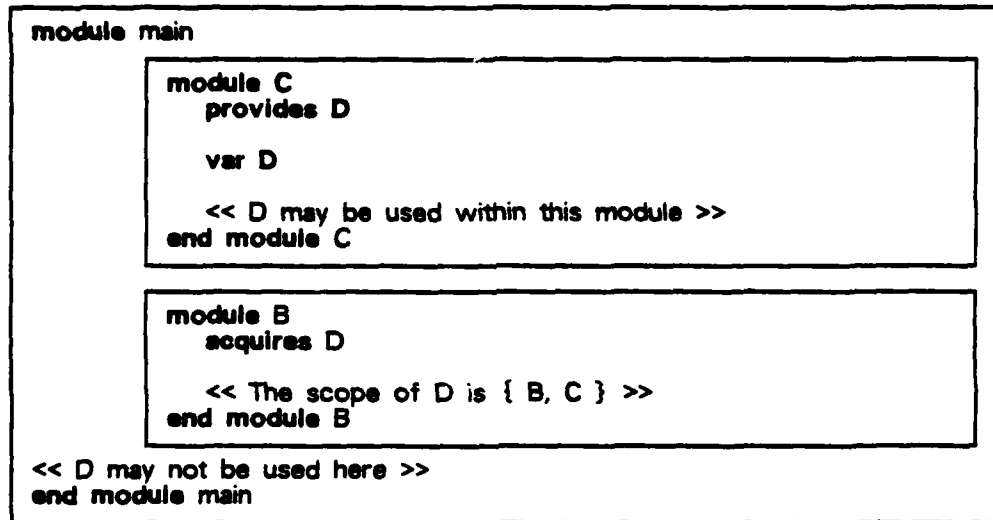 module main
module C
provides D
var D
<< D may be used within this module >>
end module C
module B
acquires D
<< The scope of D is { B, C } >>
end module B
<< D may not be used here >>
end module main